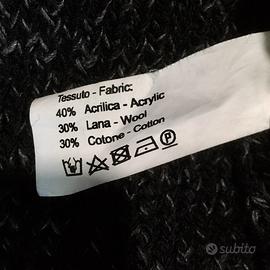 Tessuto - Fabric:
40% Acrilica - Acrylic
30% Lana - Wool
30% Cotone - Cotton
subito